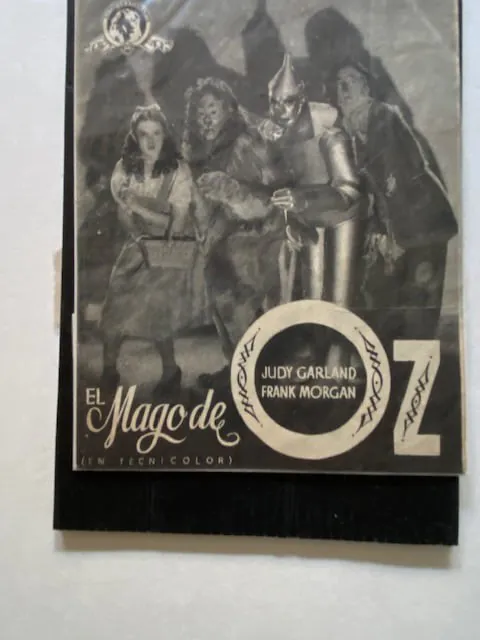 EL Mago de OZ
JUDY GARLAND
FRANK MORGAN
(EN TECNICOLOR)